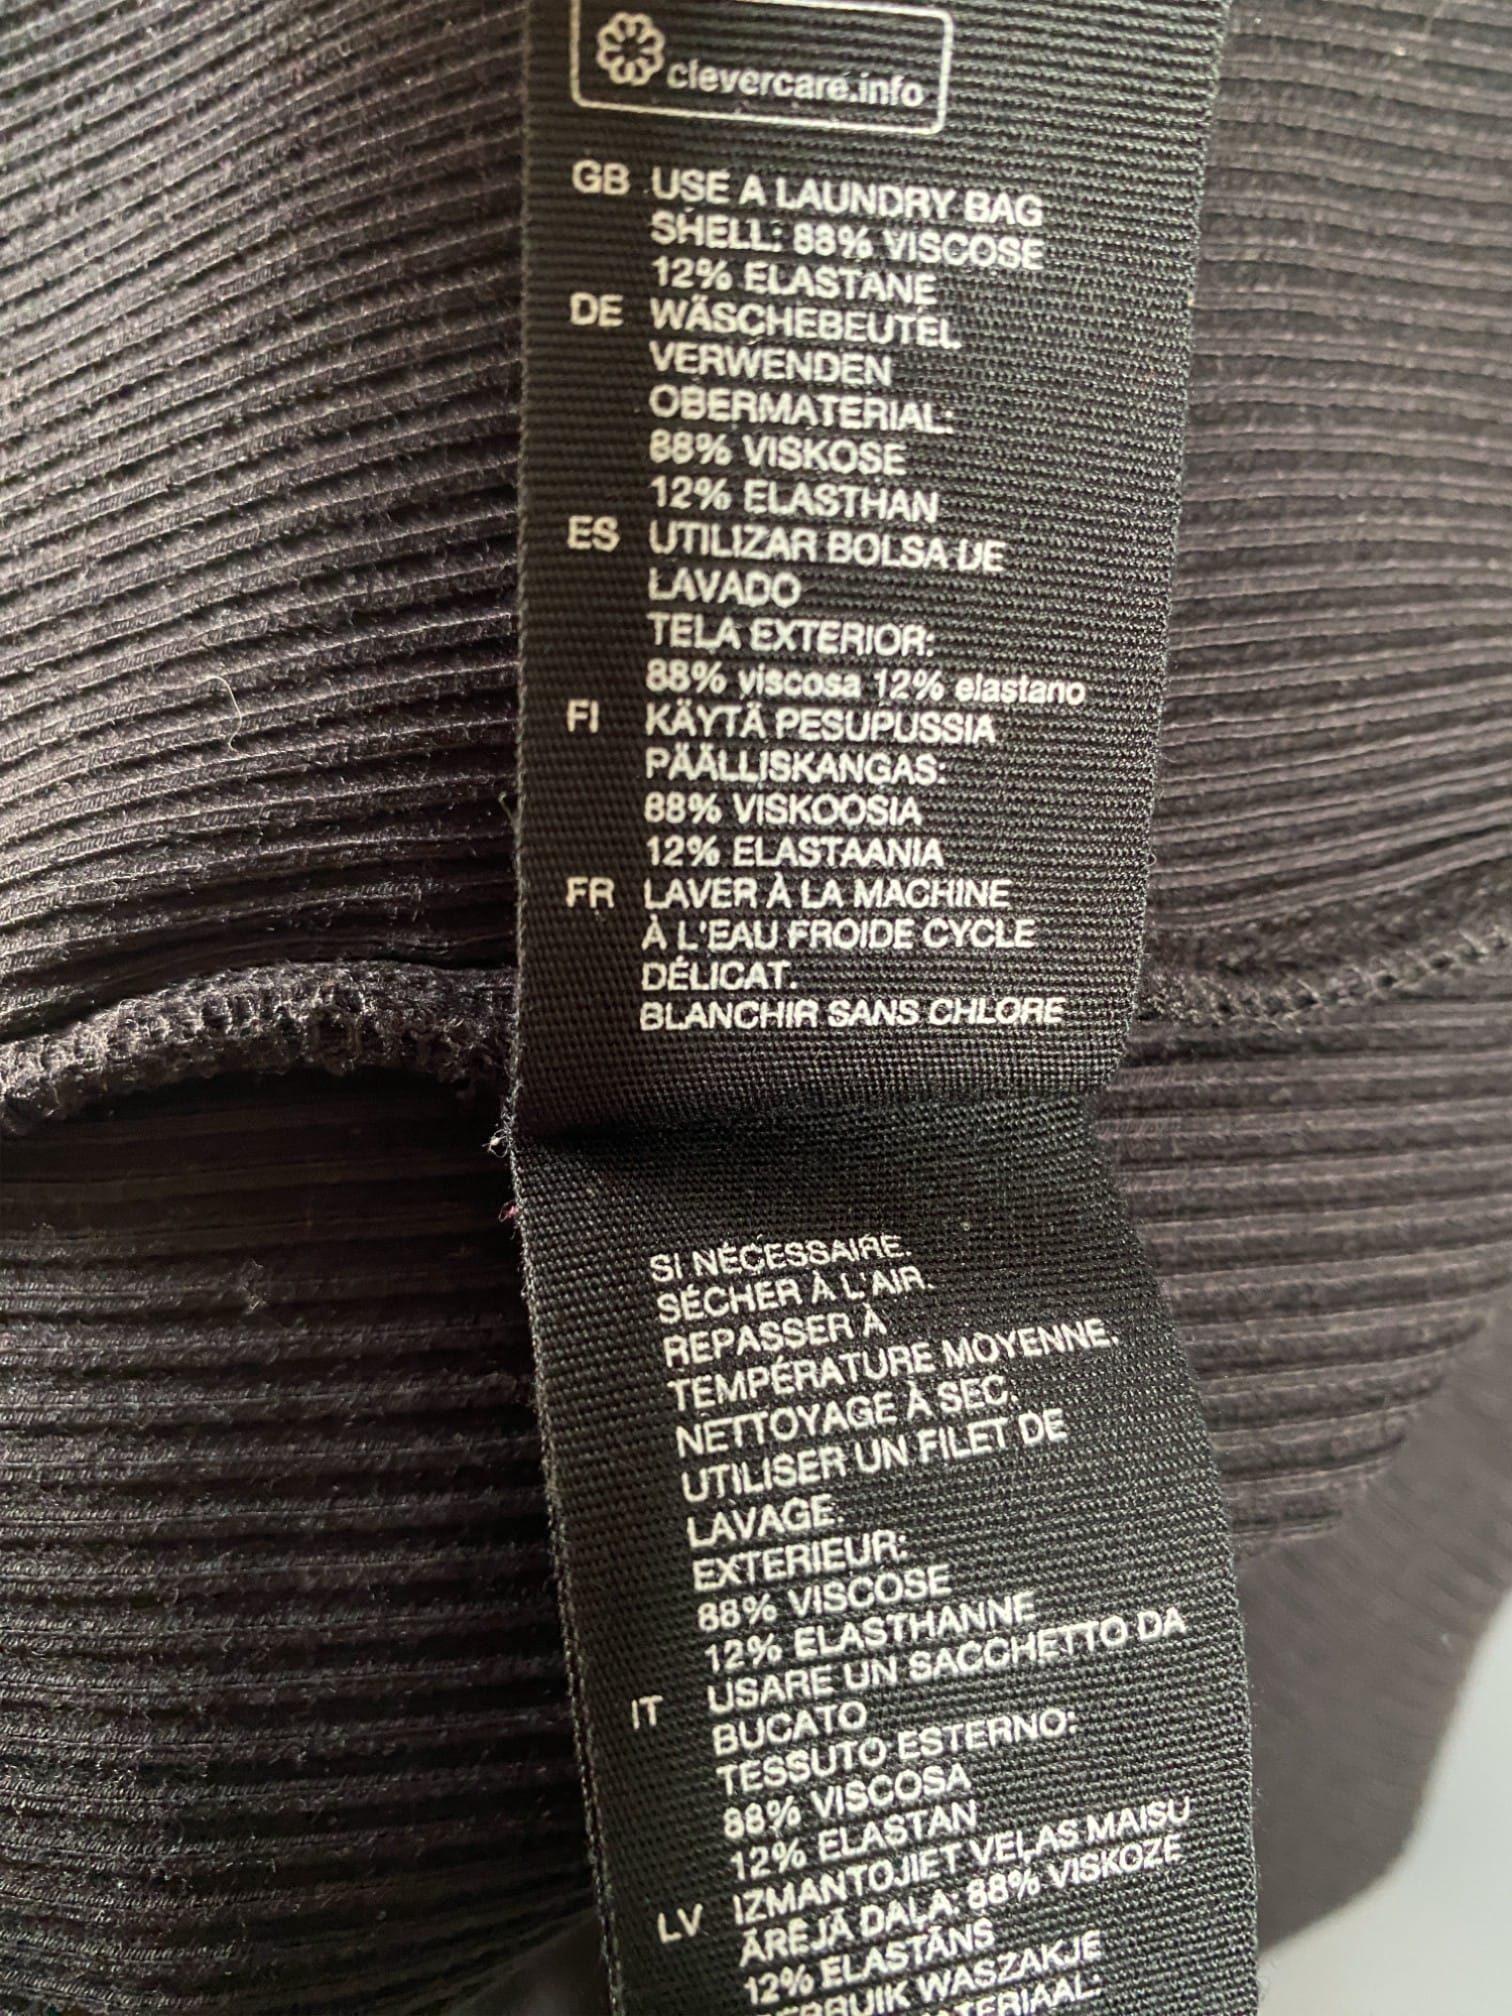 clevercare.info
GB USE A LAUNDRY BAG
SHELL: 88% VISCOSE
12% ELASTANE
DE WÄSCHEBEUTEL
VERWENDEN
OBERMATERIAL:
88% VISKOSE
12% ELASTHAN
ES UTILIZAR BOLSA DE
LAVADO
TELA EXTERIOR:
88% viscosa 12% elastano
FI KÄYTÄ PESUPUSSIA
PÄÄLLISKANGAS:
88% VISKOOSIA
12% ELASTAANIA
FR LAVER À LA MACHINE
À L'EAU FROIDE CYCLE
DÉLICAT.
BLANCHIR SANS CHLORE
SI NÉCESSAIRE.
SÉCHER À L'AIR.
REPASSER À
TEMPÉRATURE MOYENNE.
NETTOYAGE À SEC.
UTILISER UN FILET DE
LAVAGE.
EXTERIEUR:
88% VISCOSE
12% ELASTHANNE
IT USARE UN SACCHETTO DA
BUCATO
TESSUTO ESTERNO:
88% VISCOSA
12% ELASTAN
LV IZMANTOJIET VEĻAS MAISU
ĀRĒJĀ DAĻA: 88% VISKOZE
12% ELASTĀNS
WASZAKJE